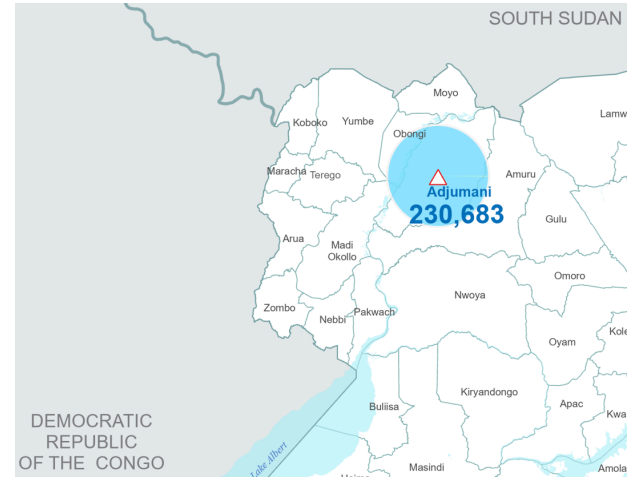 SOUTH SUDAN
Moyo
Lamw
Koboko
Yumbe
Obongi
Maracha
Terego
Amuru
Adjumani
230,683
Gulu
Arua
Madi
Okollo
Omoro
Nwoya
Zombo
Nebbi
Pakwach
Kole
Oyam
Kiryandongo
Buliisa
Apac
Kwa
DEMOCRATIC
REPUBLIC
OF THE CONGO
Lake Albert
Masindi
Amola